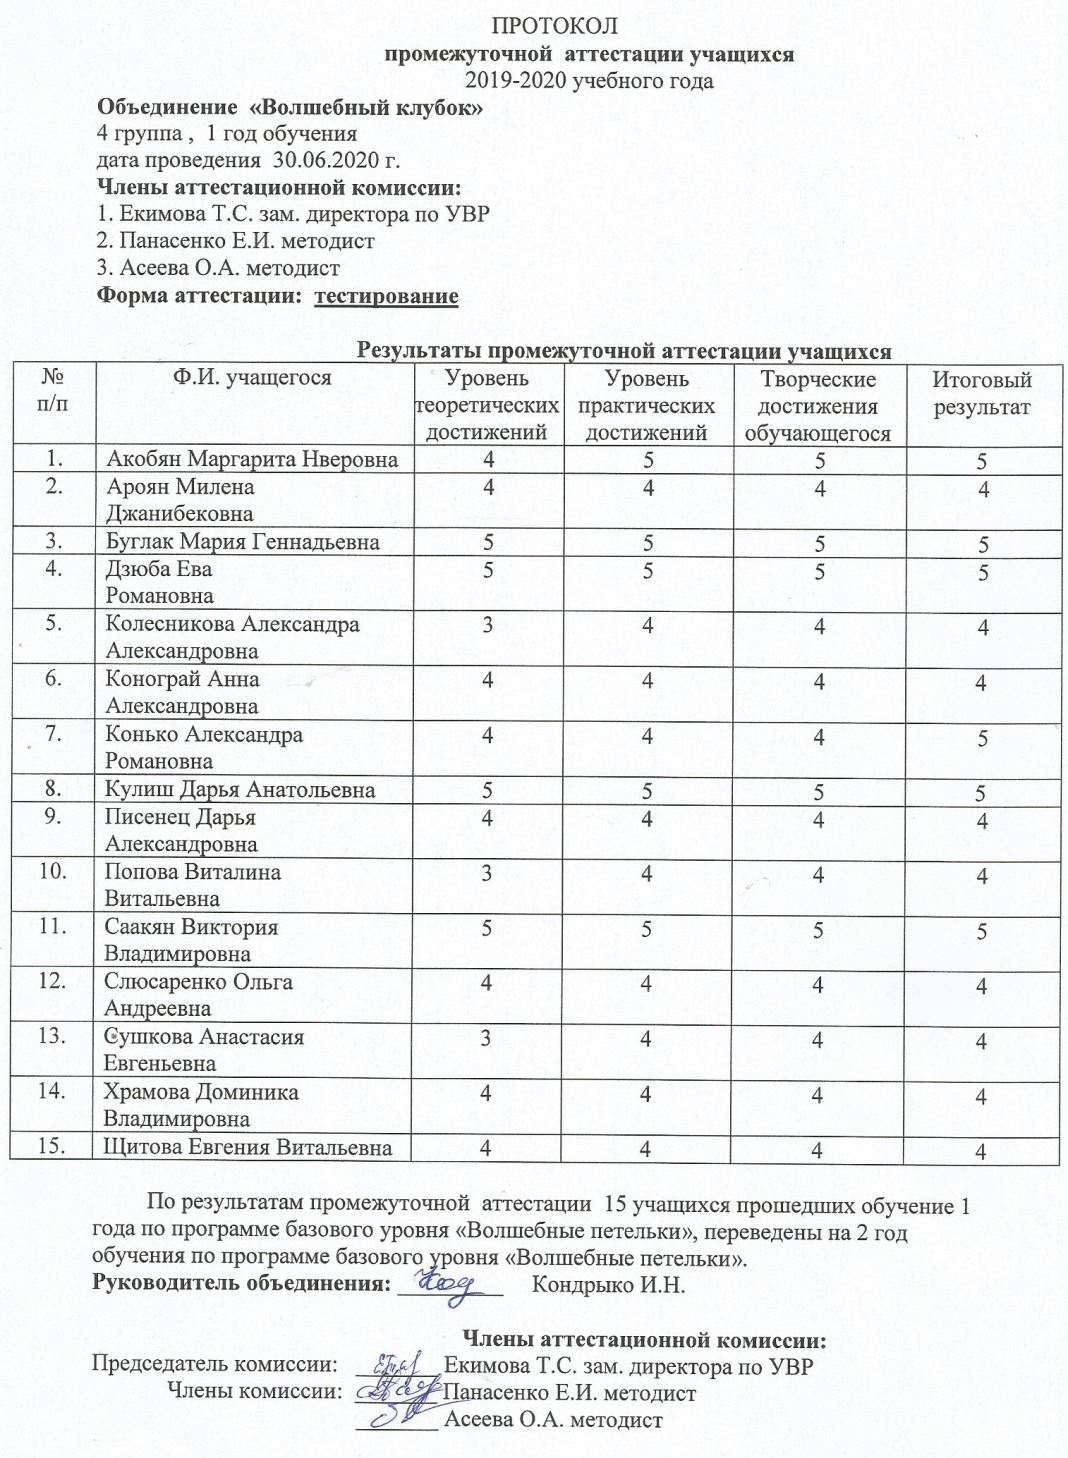 ПРОТОКОЛ
промежуточной аттестации учащихся
2019-2020 учебного года
Объединение «Волшебный клубок»
4 группа , 1 год обучения
дата проведения 30.06.2020 г.
Члены аттестационной комиссии:
1. Екимова Т.С. зам. директора по УВР
2. Панасенко Е.И. методист
3. Асеева О.А. методист
Форма аттестации: тестирование
Результаты промежуточной аттестации учащихся
№ Ф.И. учащегося Уровень Уровень Творческие Итоговый
п/п теоретических практических достижения результат
достижений достижений обучающегося
1. Акобян Маргарита Нверовна 4 5 5 5
2. Ароян Милена 4 4 4 4
Джанибековна
3. Буглак Мария Геннадьевна 5 5 5 5
4. Дзюба Ева 5 5 5 5
Романовна
5. Колесникова Александра 3 4 4 4
Александровна
6. Конограй Анна 4 4 4 4
Александровна
7. Конько Александра 4 4 4 5
Романовна
8. Кулиш Дарья Анатольевна 5 5 5 5
9. Писенец Дарья 4 4 4 4
Александровна
10. Попова Виталина 3 4 4 4
Витальевна
11. Саакян Виктория 5 5 5 5
Владимировна
12. Слюсаренко Ольга 4 4 4 4
Андреевна
13. Сушкова Анастасия 3 4 4 4
Евгеньевна
14. Храмова Доминика 4 4 4 4
Владимировна
15. Щитова Евгения Витальевна 4 4 4 4
По результатам промежуточной аттестации 15 учащихся прошедших обучение 1
года по программе базового уровня «Волшебные петельки», переведены на 2 год
обучения по программе базового уровня «Волшебные петельки».
Руководитель объединения: Кондрыко И.Н.
Члены аттестационной комиссии:
Председатель комиссии: Екимова Т.С. зам. директора по УВР
Члены комиссии: Панасенко Е.И. методист
Асеева О.А. методист